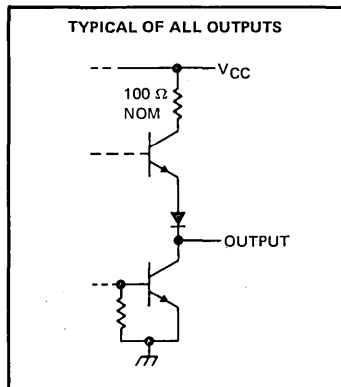 TYPICAL OF ALL OUTPUTS
VCC
100 Ω
NOM
OUTPUT